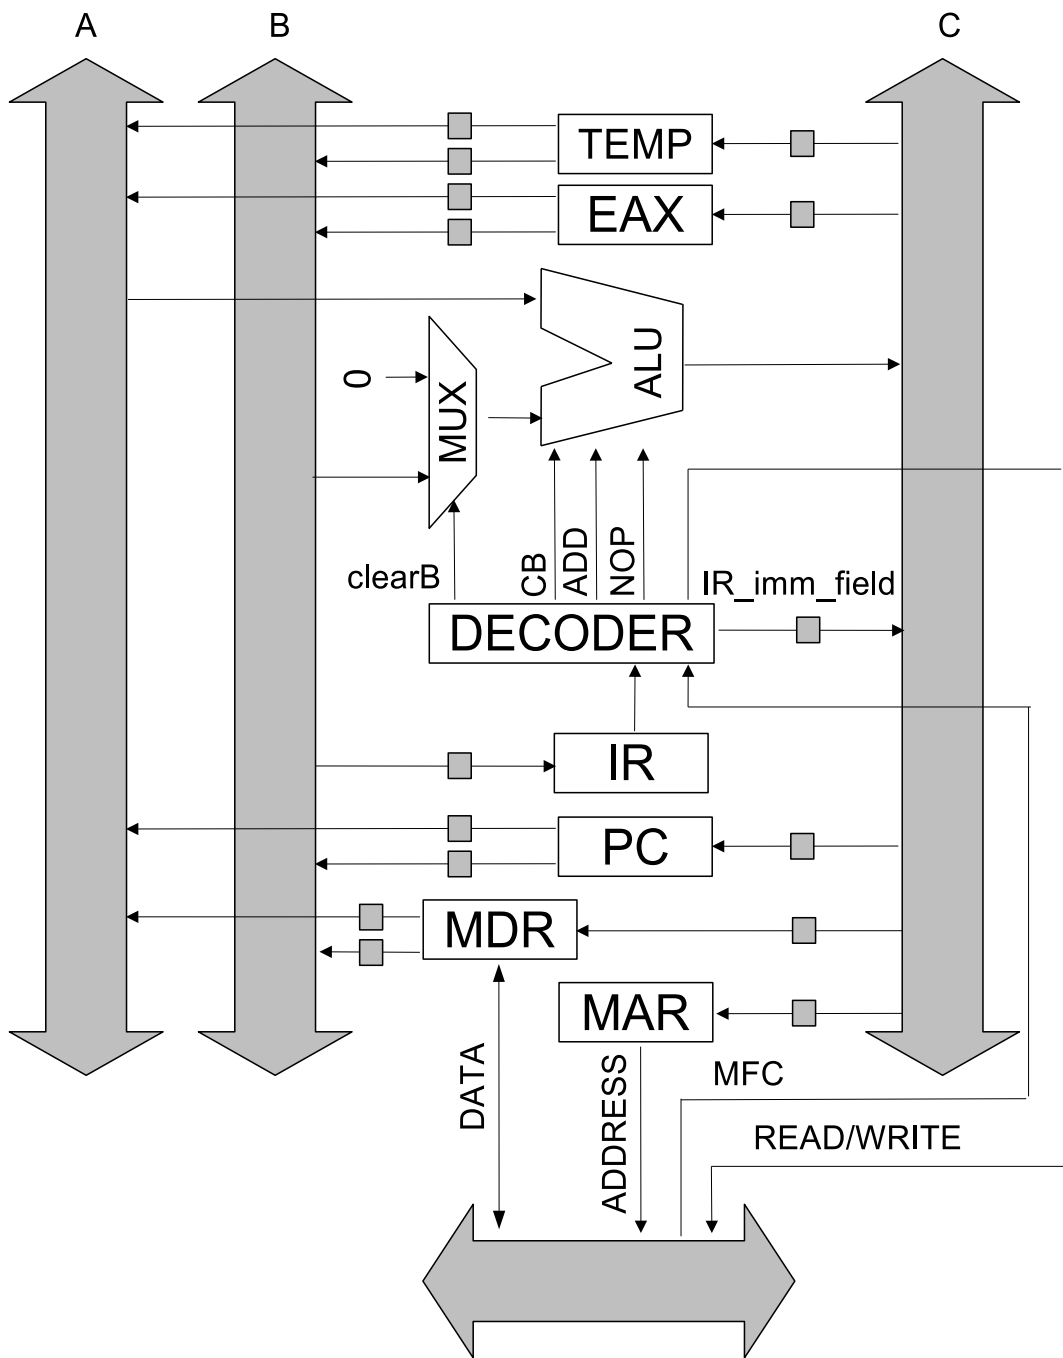 A
B
C
TEMP
EAX
ALU
0
MUX
clearB
CB
ADD
NOP
IR_imm_field
DECODER
IR
PC
MDR
MAR
DATA
ADDRESS
MFC
READ/WRITE